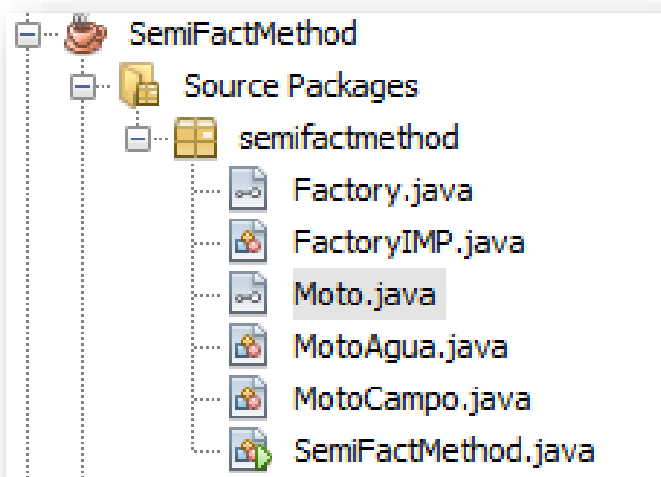 SemiFactMethod
Source Packages
semifactmethod
Factory.java
FactoryIMP.java
Moto.java
MotoAgua.java
MotoCampo.java
SemiFactMethod.java